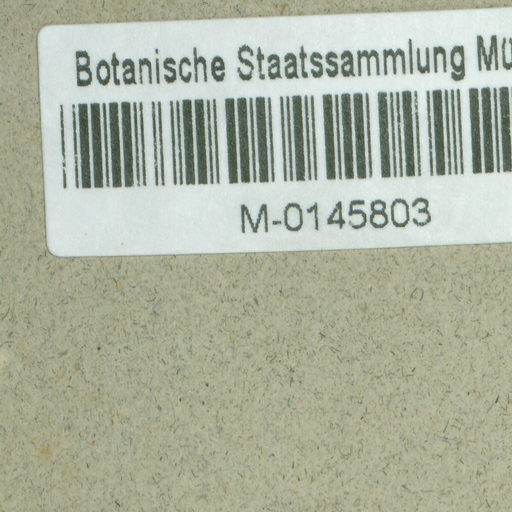 Botanische Staatssammlung Mü
M-0145803